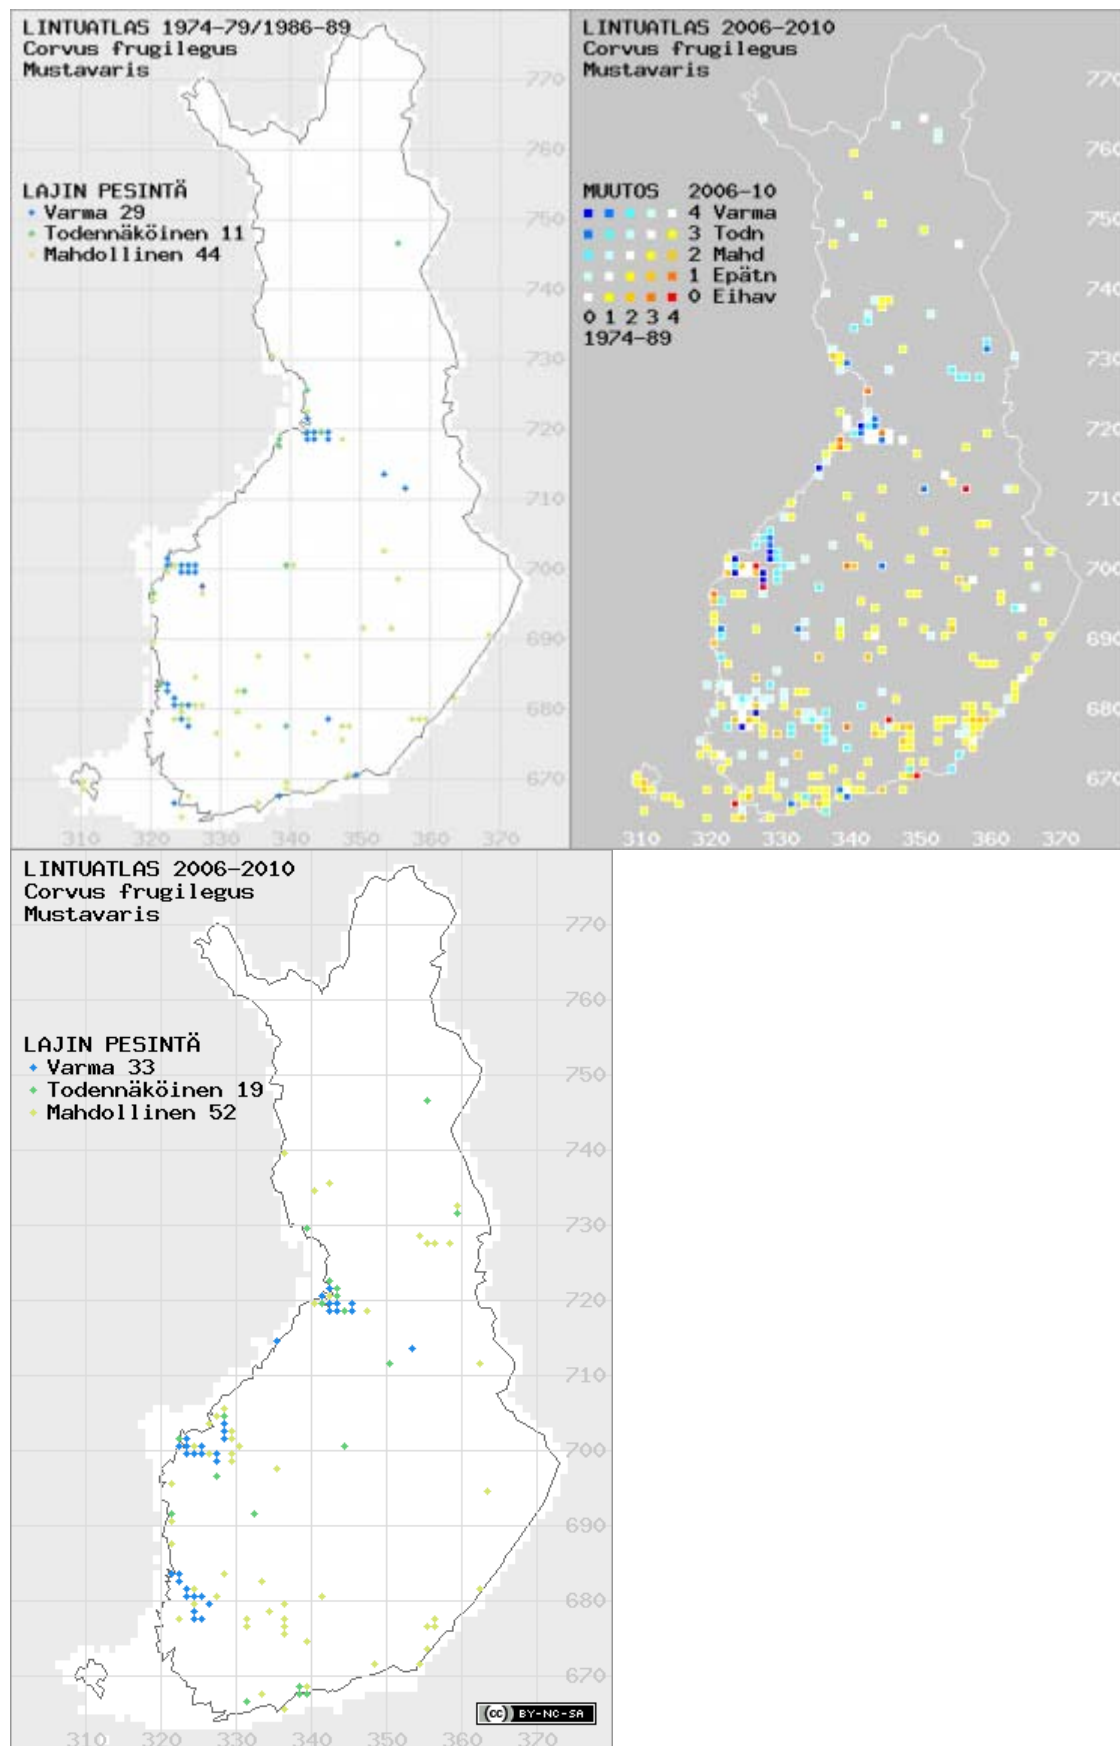 LINTUATLAS 1974-79/1986-89
Corvus frugilegus
Mustavaris
770
760
LAJIN PESINTÄ
Varma 29
Todennäköinen 11
Mahdollinen 44
750
740
730
720
710
700
690
680
670
310 320 330 340 350 360 370
LINTUATLAS 2006-2010
Corvus frugilegus
Mustavaris
770
760
MUUTOS 2006-10
4 Varma
3 Todn
2 Mahd
1 Epätn
0 Eihav
0 1 2 3 4
1974-89
750
740
730
720
710
700
690
680
670
310 320 330 340 350 360 370
LINTUATLAS 2006-2010
Corvus frugilegus
Mustavaris
770
760
LAJIN PESINTÄ
Varma 33
Todennäköinen 19
Mahdollinen 52
750
740
730
720
710
700
690
680
670
(cc) BY-NC-SA
310 320 330 340 350 360 370